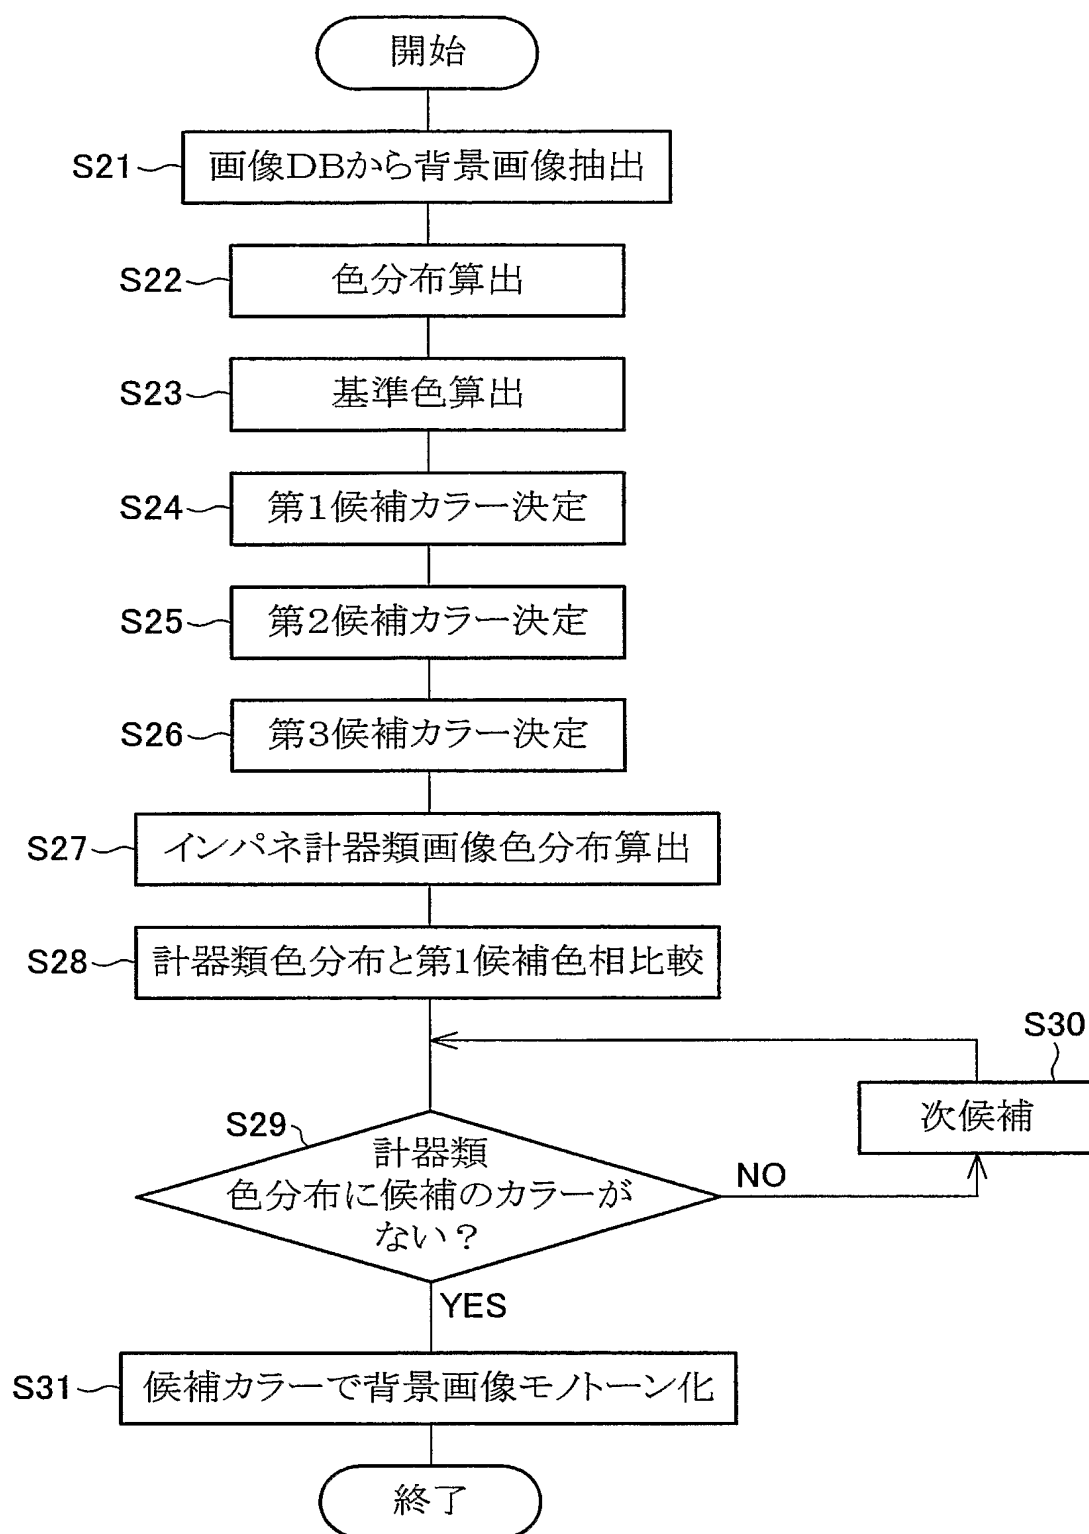 開始
S21
画像DBから背景画像抽出
S22
色分布算出
S23
基準色算出
S24
第1候補カラー決定
S25
第2候補カラー決定
S26
第3候補カラー決定
S27
インパネ計器類画像色分布算出
S28
計器類色分布と第1候補色相比較
S30
次候補
S29
計器類
色分布に候補のカラーが
ない?
NO
YES
S31
候補カラーで背景画像モノトーン化
終了